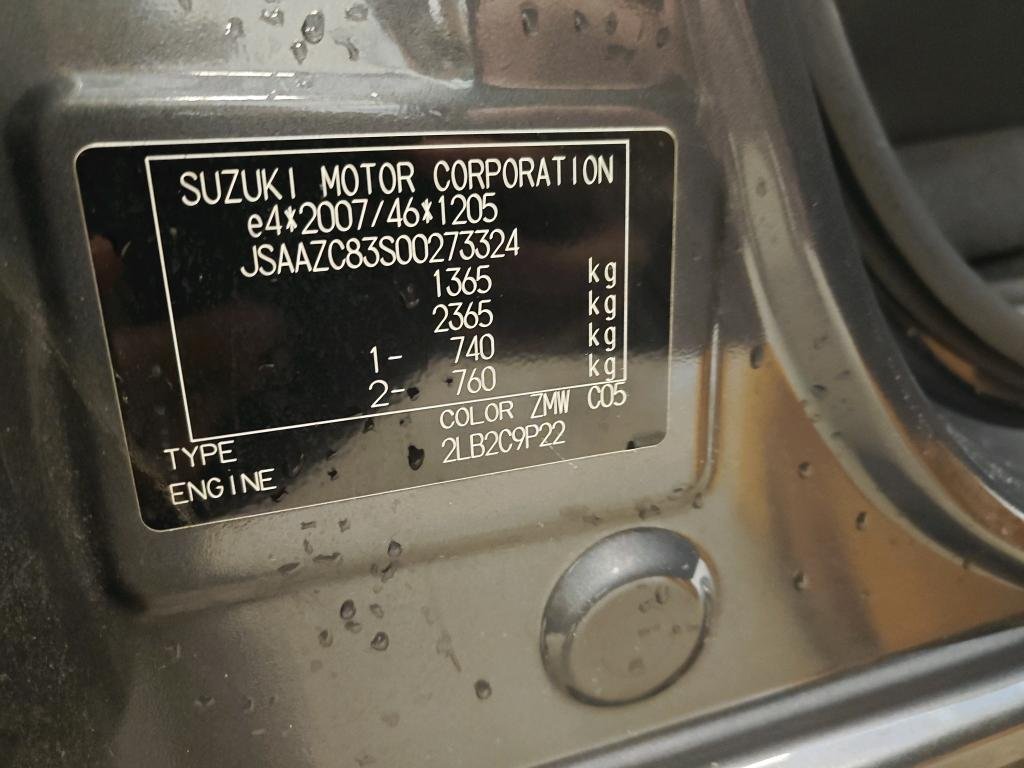 SUZUKI MOTOR CORPORATION
e4*2007/46*1205
JSAAZC83S00273324
1365 kg
2365 kg
1- 740 kg
2- 760 kg
COLOR ZMW C05
TYPE 2LB2C9P22
ENGINE